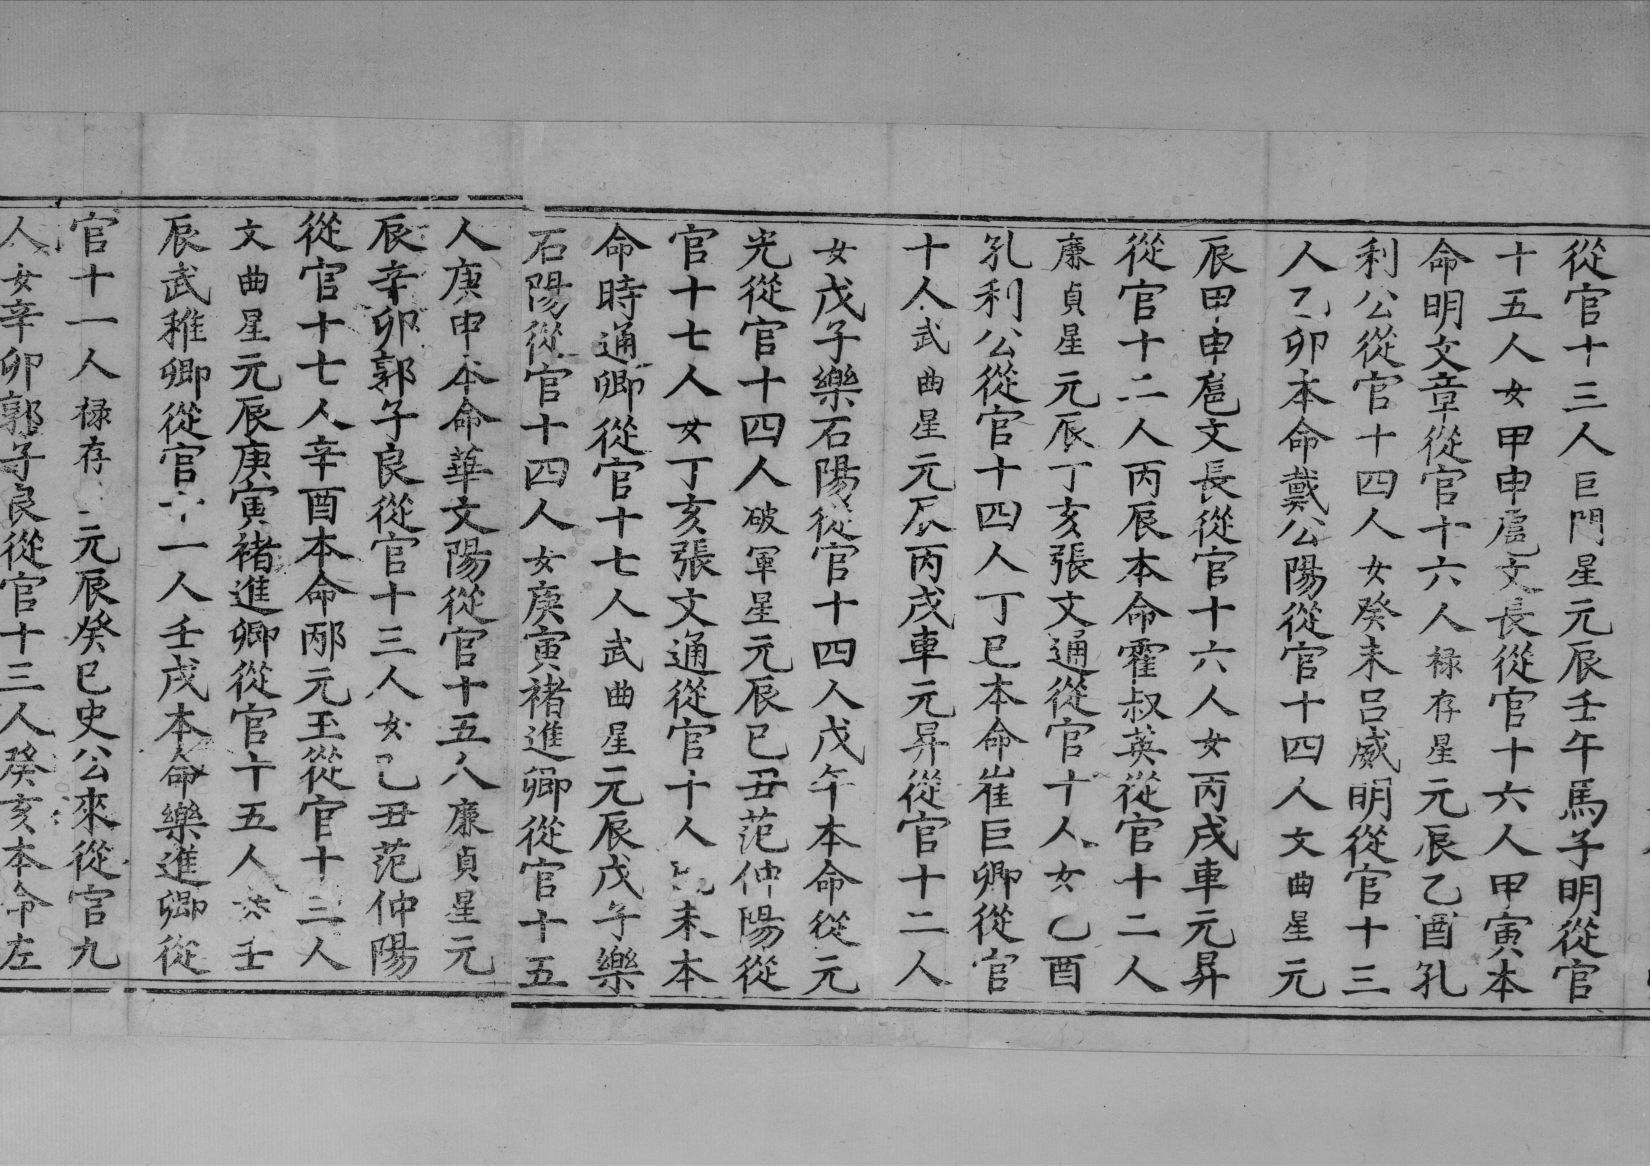 從官十三人巨門星元辰壬午馬子明從官
十五人女甲申扈文長從官十六人甲寅本
命明文章從官十六人祿存星元辰乙酉孔
利公從官十四人女癸未呂威明從官十三
人乙卯本命戴公陽從官十四人文曲星元
辰甲申扈文長從官十六人女丙戌車元昇
從官十二人丙辰本命霍叔英從官十二人
廉貞星元辰丁亥張文通從官十人女乙酉
孔利公從官十四人丁巳本命崔巨卿從官
十人武曲星元辰丙戌車元昇從官十二人
女戊子樂石陽從官十四人戊午本命從元
光從官十四人破軍星元辰己丑范仲陽從
官十七人女丁亥張文通從官十人未本
命時通卿從官十七人武曲星元辰戊子樂
石陽從官十四人女庚寅褚進卿從官十五
人庚申本命華文陽從官十五人廉貞星元
辰辛卯郭子良從官十三人女己丑范仲陽
從官十七人辛酉本命邴元玉從官十三人
文曲星元辰庚寅褚進卿從官十五人女壬
辰武稚卿從官十一人壬戌本命樂進卿從
官十一人祿存元辰癸巳史公來從官九
人女辛卯郭子良從官十三人癸亥本命左